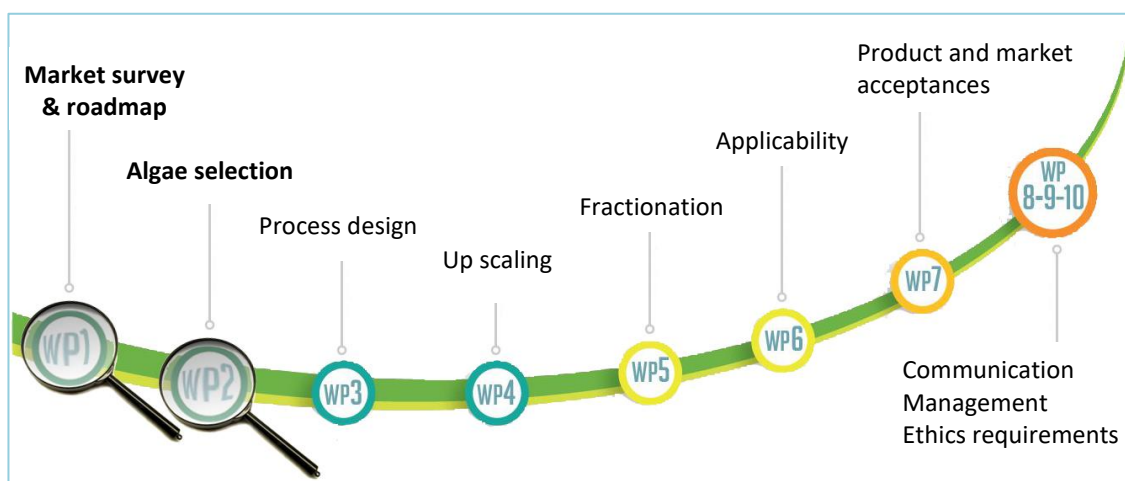 Market survey
& roadmap
Algae selection
Process design
Up scaling
Fractionation
Applicability
Product and market
acceptances
WP1
WP2
WP3
WP4
WP5
WP6
WP7
WP
8-9-10
Communication
Management
Ethics requirements